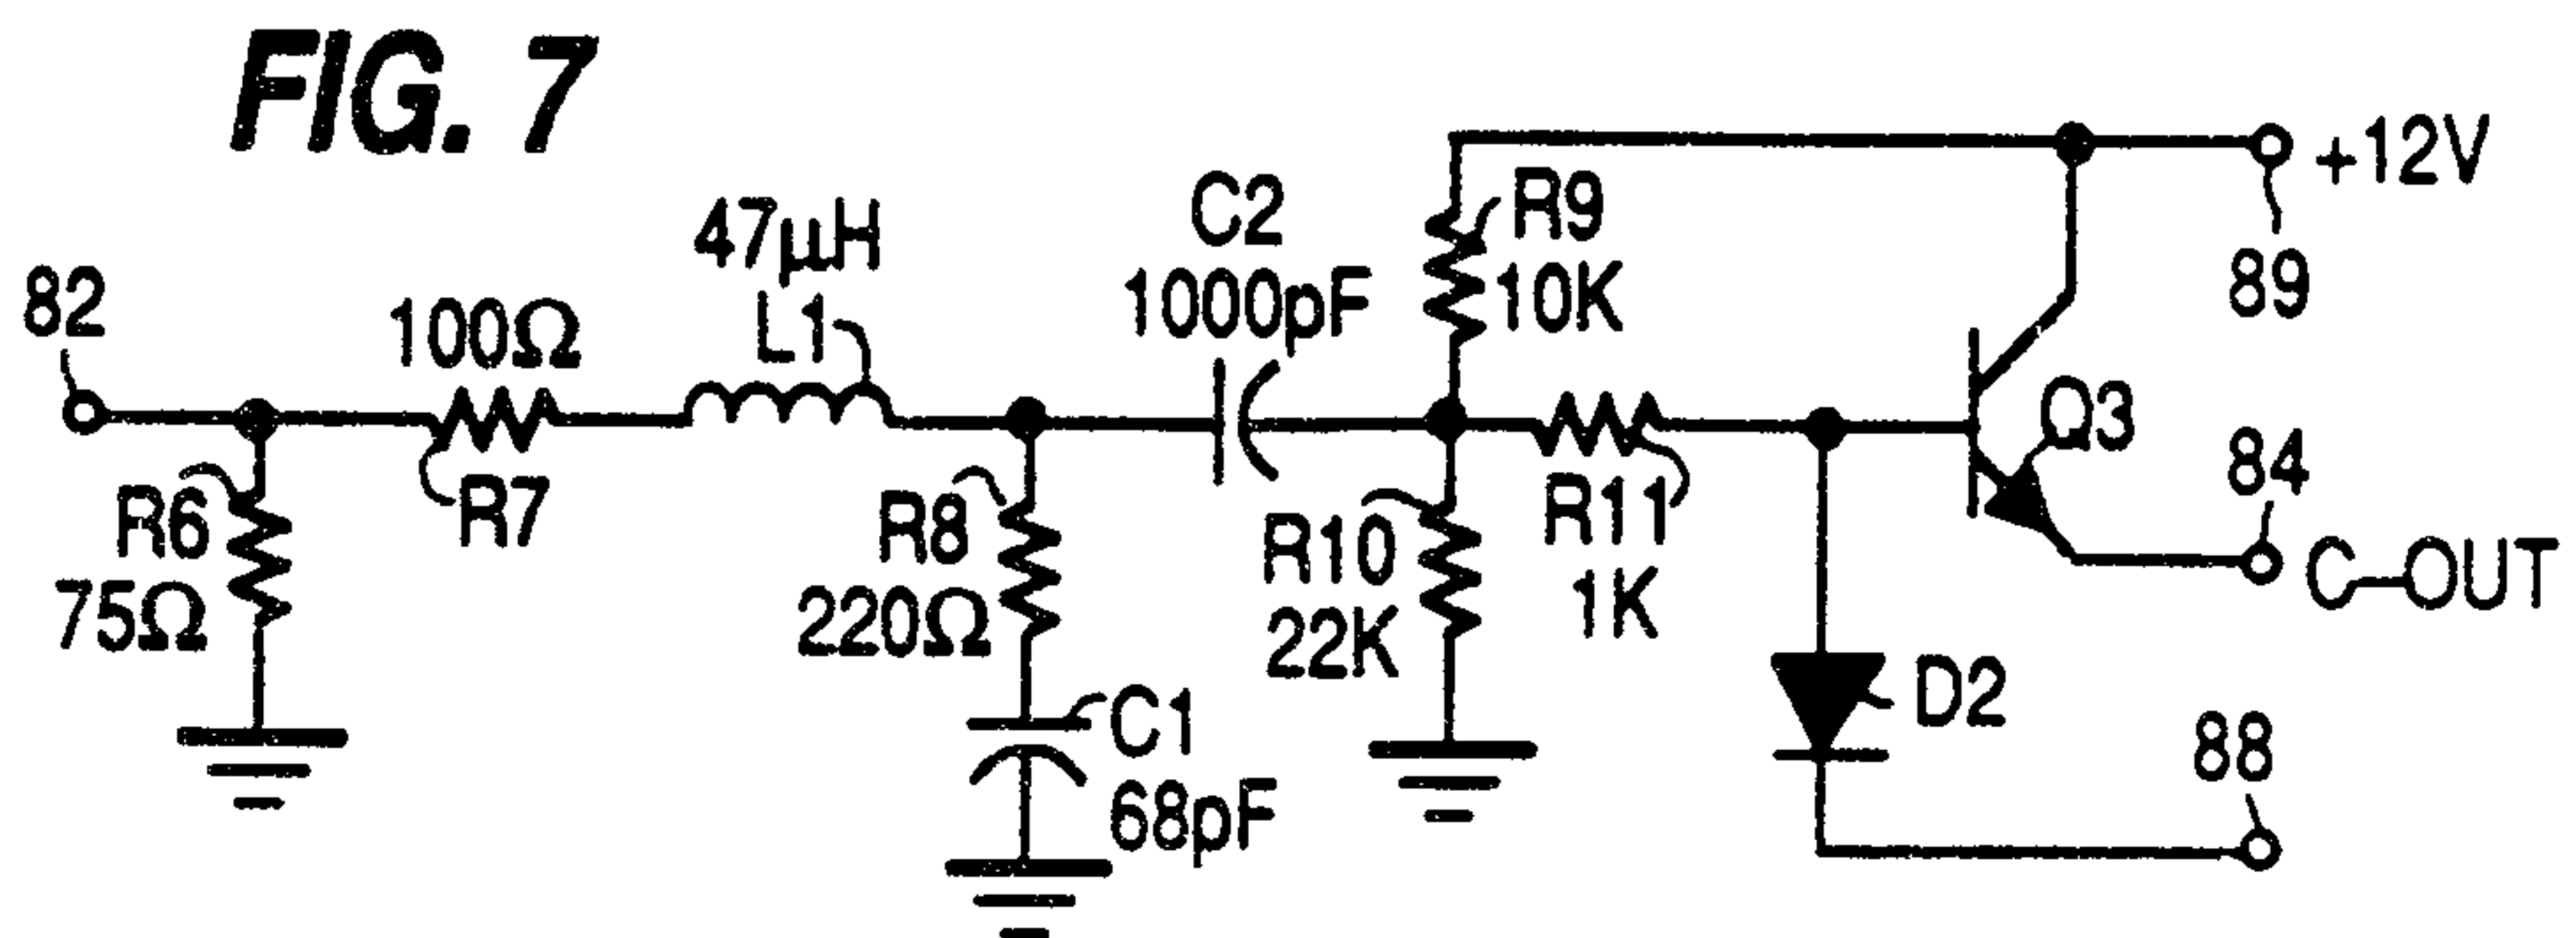 FIG. 7
+12V
89
82
100Ω
R7
47μH
L1
C2
1000pF
R9
10K
R6
75Ω
R8
220Ω
C1
68pF
R10
22K
R11
1K
Q3
84
C-OUT
D2
88